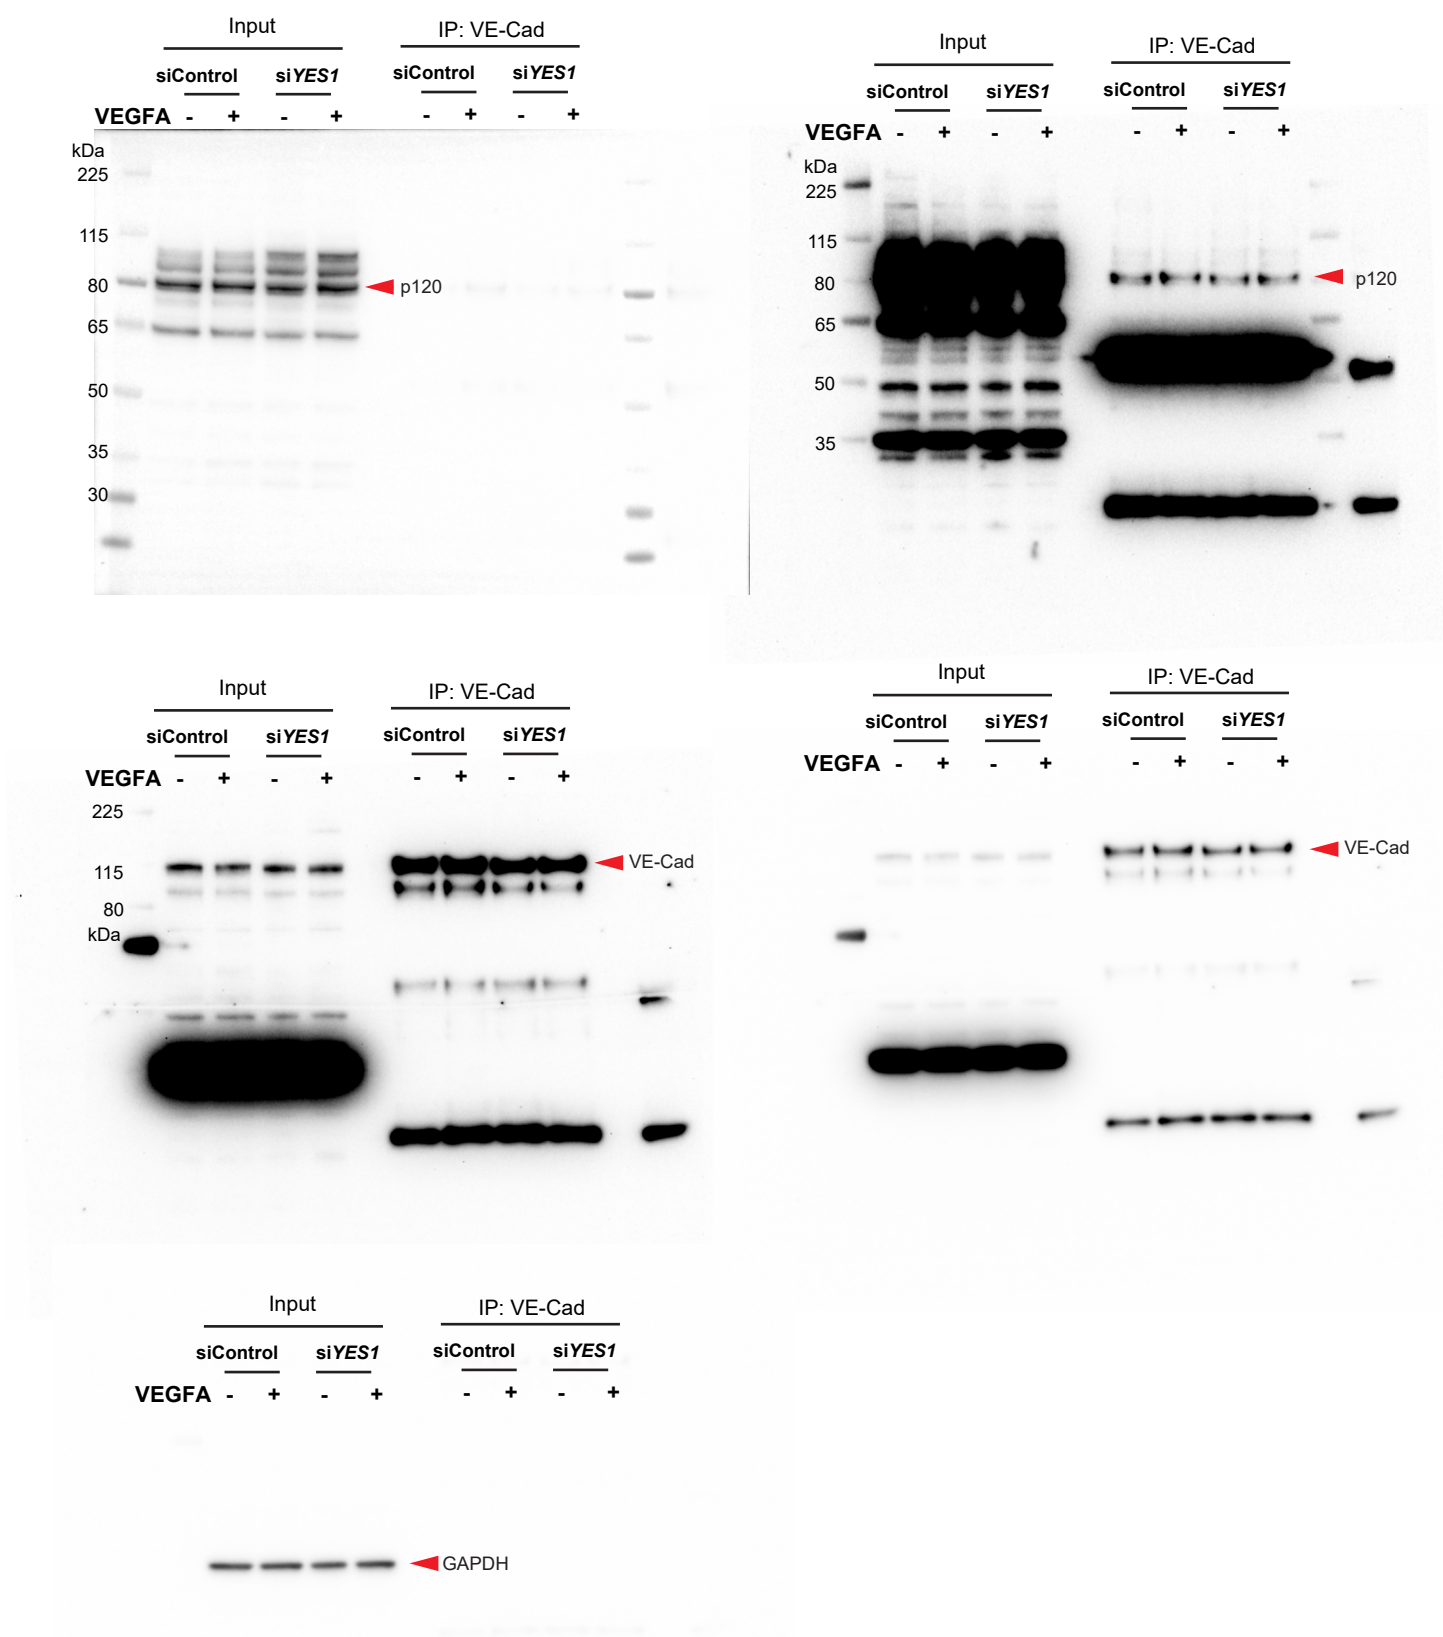 Input
IP: VE-Cad
siControl siYES1
siControl siYES1
VEGFA - + - +
- + - +
kDa
225
115
80
65
50
35
30
p120
Input
IP: VE-Cad
siControl siYES1
siControl siYES1
VEGFA - + - +
- + - +
kDa
225
115
80
65
50
35
p120
Input
IP: VE-Cad
siControl siYES1
siControl siYES1
VEGFA - + - +
- + - +
225
115
80
kDa
VE-Cad
Input
IP: VE-Cad
siControl siYES1
siControl siYES1
VEGFA - + - +
- + - +
VE-Cad
Input
IP: VE-Cad
siControl siYES1
siControl siYES1
VEGFA - + - +
- + - +
GAPDH